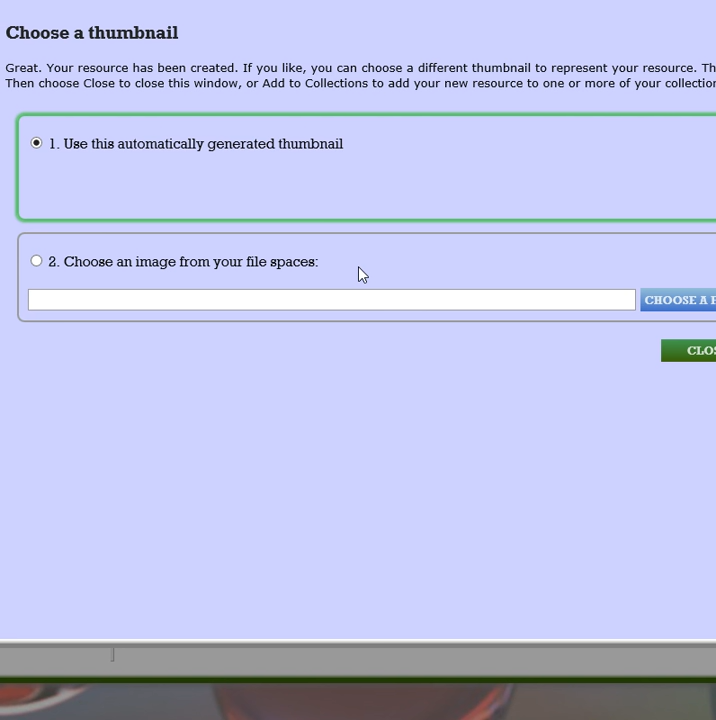 Choose a thumbnail
Great. Your resource has been created. If you like, you can choose a different thumbnail to represent your resource.
Then choose Close to close this window, or Add to Collections to add your new resource to one or more of your
1. Use this automatically generated thumbnail
2. Choose an image from your file spaces:
CHOOSE A